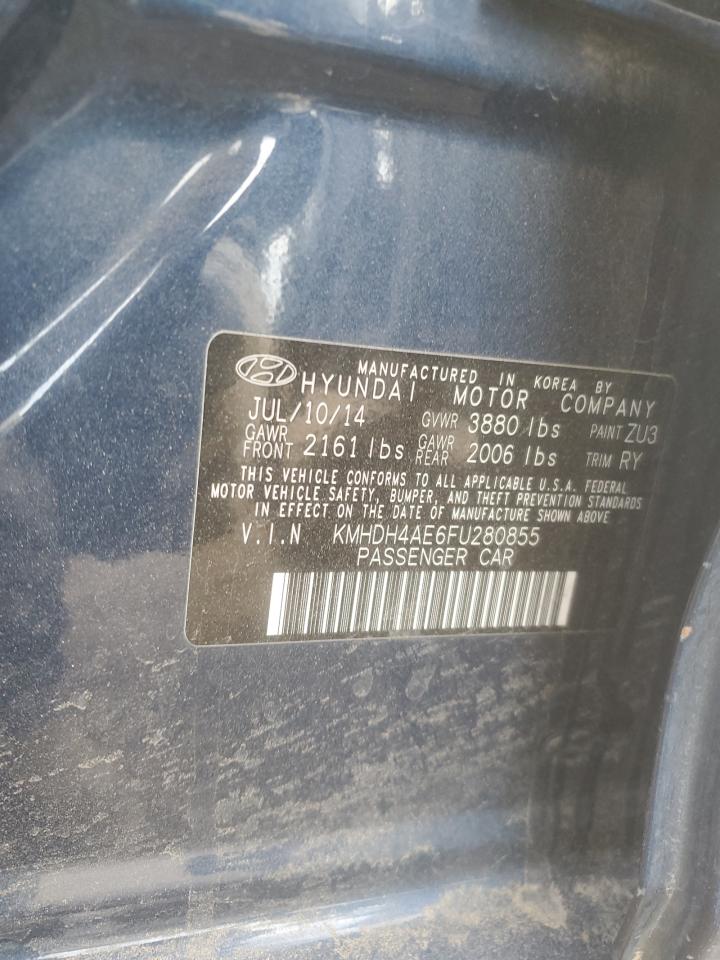 MANUFACTURED IN KOREA BY
HYUNDAI MOTOR COMPANY
JUL/10/14 GVWR 3880 lbs PAINT ZU3
GAWR FRONT 2161 lbs GAWR REAR 2006 lbs TRIM RY
THIS VEHICLE CONFORMS TO ALL APPLICABLE U.S.A. FEDERAL
MOTOR VEHICLE SAFETY, BUMPER, AND THEFT PREVENTION STANDARDS
IN EFFECT ON THE DATE OF MANUFACTURE SHOWN ABOVE
V.I.N KMHDH4AE6FU280855
PASSENGER CAR